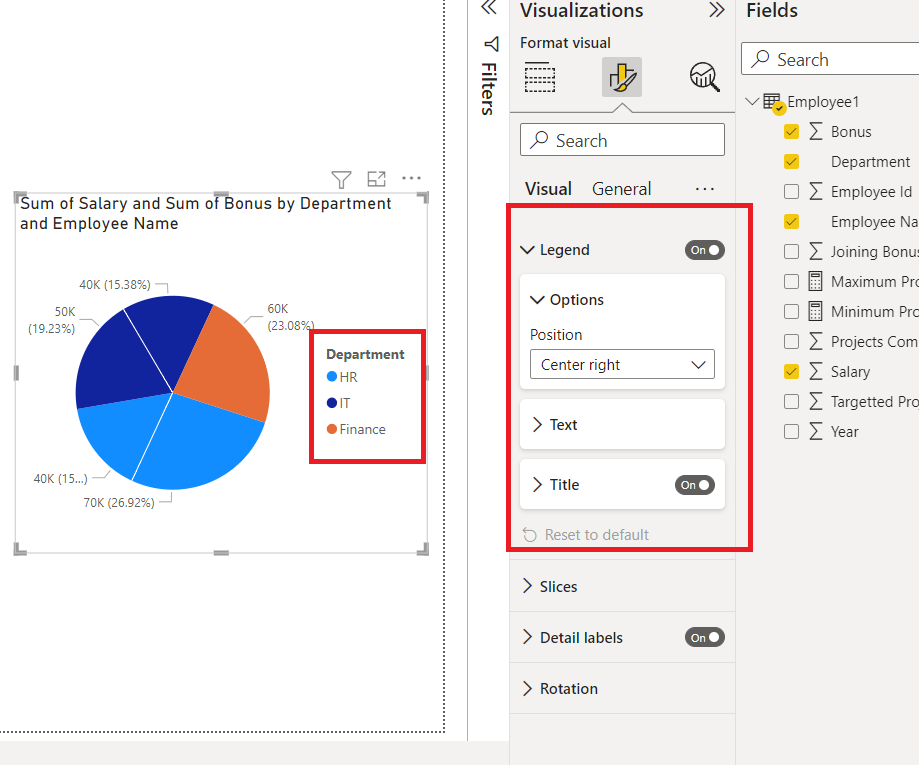 Sum of Salary and Sum of Bonus by Department
and Employee Name
40K (15.38%)
50K
(19.23%)
60K
(23.08%)
40K (15...)
70K (26.92%)
Department
HR
IT
Finance
Filters
Visualizations
Format visual
Search
Visual General ...
Legend On
Options
Position
Center right
Text
Title On
Reset to default
Slices
Detail labels On
Rotation
Fields
Search
Employee1
Bonus
Department
Employee Id
Employee Na
Joining Bonus
Maximum Pro
Minimum Pro
Projects Com
Salary
Targetted Pro
Year